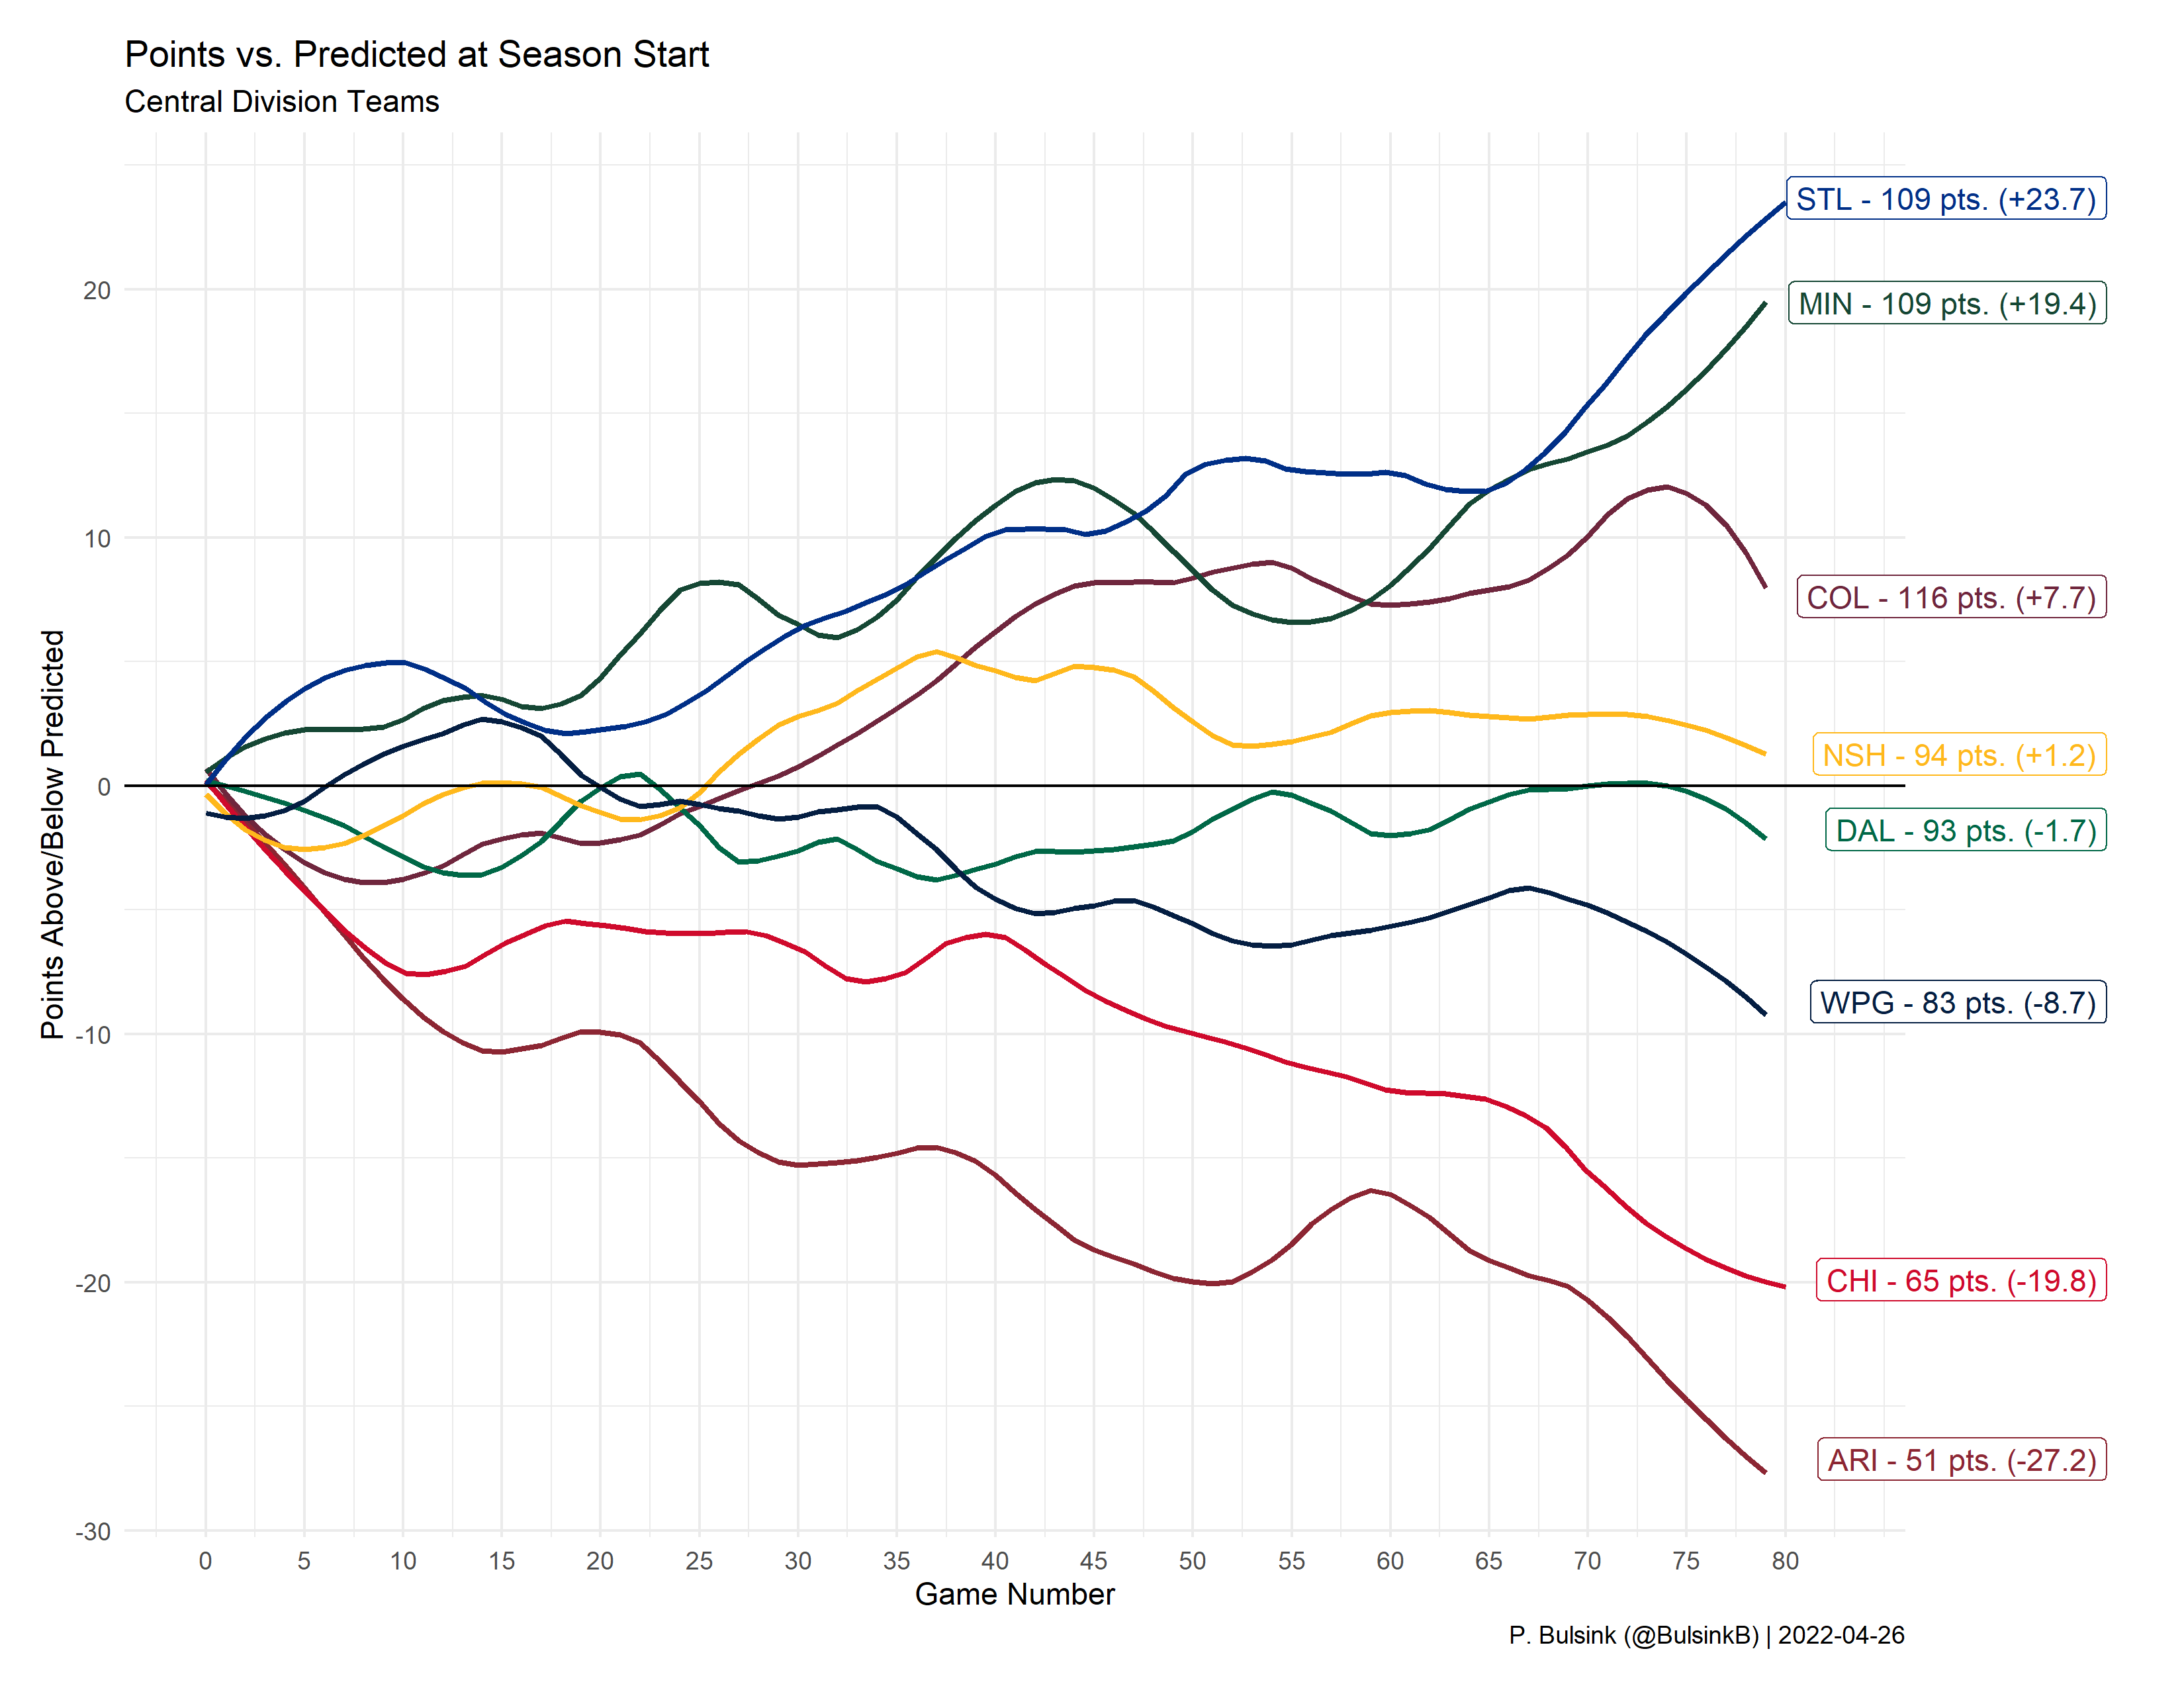 Points vs. Predicted at Season Start
Central Division Teams
Points Above/Below Predicted
20
10
0
-10
-20
-30
STL - 109 pts. (+23.7)
MIN - 109 pts. (+19.4)
COL - 116 pts. (+7.7)
NSH - 94 pts. (+1.2)
DAL - 93 pts. (-1.7)
WPG - 83 pts. (-8.7)
CHI - 65 pts. (-19.8)
ARI - 51 pts. (-27.2)
0 5 10 15 20 25 30 35 40 45 50 55 60 65 70 75 80
Game Number
P. Bulsink (@BulsinkB) | 2022-04-26